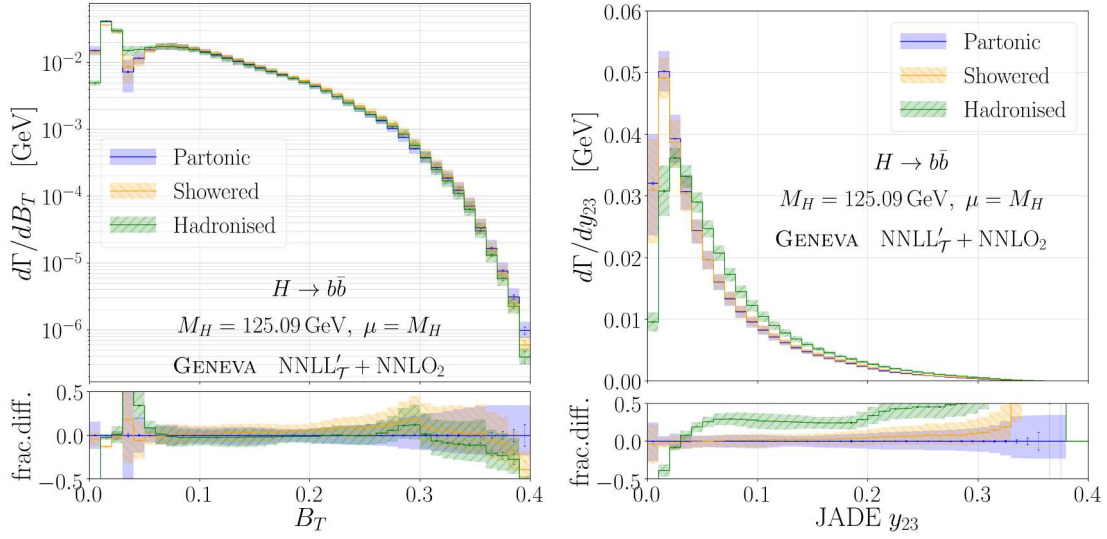 10⁻²
10⁻³
10⁻⁴
10⁻⁵
10⁻⁶
dΓ/dB_T [GeV]
Partonic
Showered
Hadronised
H → bb̄
M_H = 125.09 GeV, μ = M_H
GENEVA NNLL′_𝒯 + NNLO₂
frac.diff.
0.5
0.0
−0.5
0.0 0.1 0.2 0.3 0.4
B_T
0.06
0.05
0.04
0.03
0.02
0.01
0.00
dΓ/dy₂₃ [GeV]
Partonic
Showered
Hadronised
H → bb̄
M_H = 125.09 GeV, μ = M_H
GENEVA NNLL′_𝒯 + NNLO₂
frac.diff.
0.5
0.0
−0.5
0.0 0.1 0.2 0.3 0.4
JADE y₂₃